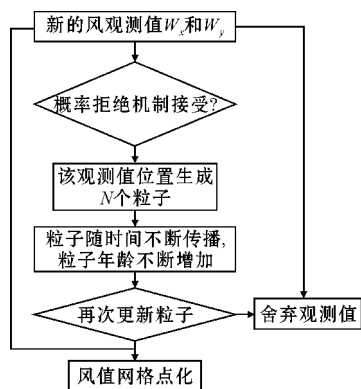 新的风观测值Wx和Wy
概率拒绝机制接受?
该观测值位置生成
N个粒子
粒子随时间不断传播,
粒子年龄不断增加
再次更新粒子
舍弃观测值
风值网格点化